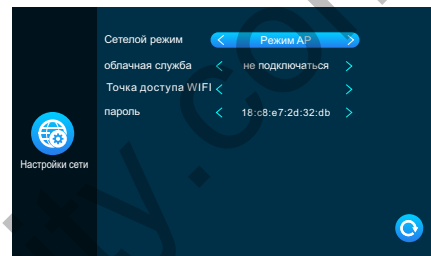 Сетелой режим < Режим AP >
облачная служба < не подключаться >
Точка доступа WIFI < >
пароль < 18:c8:e7:2d:32:db >
Настройки сети